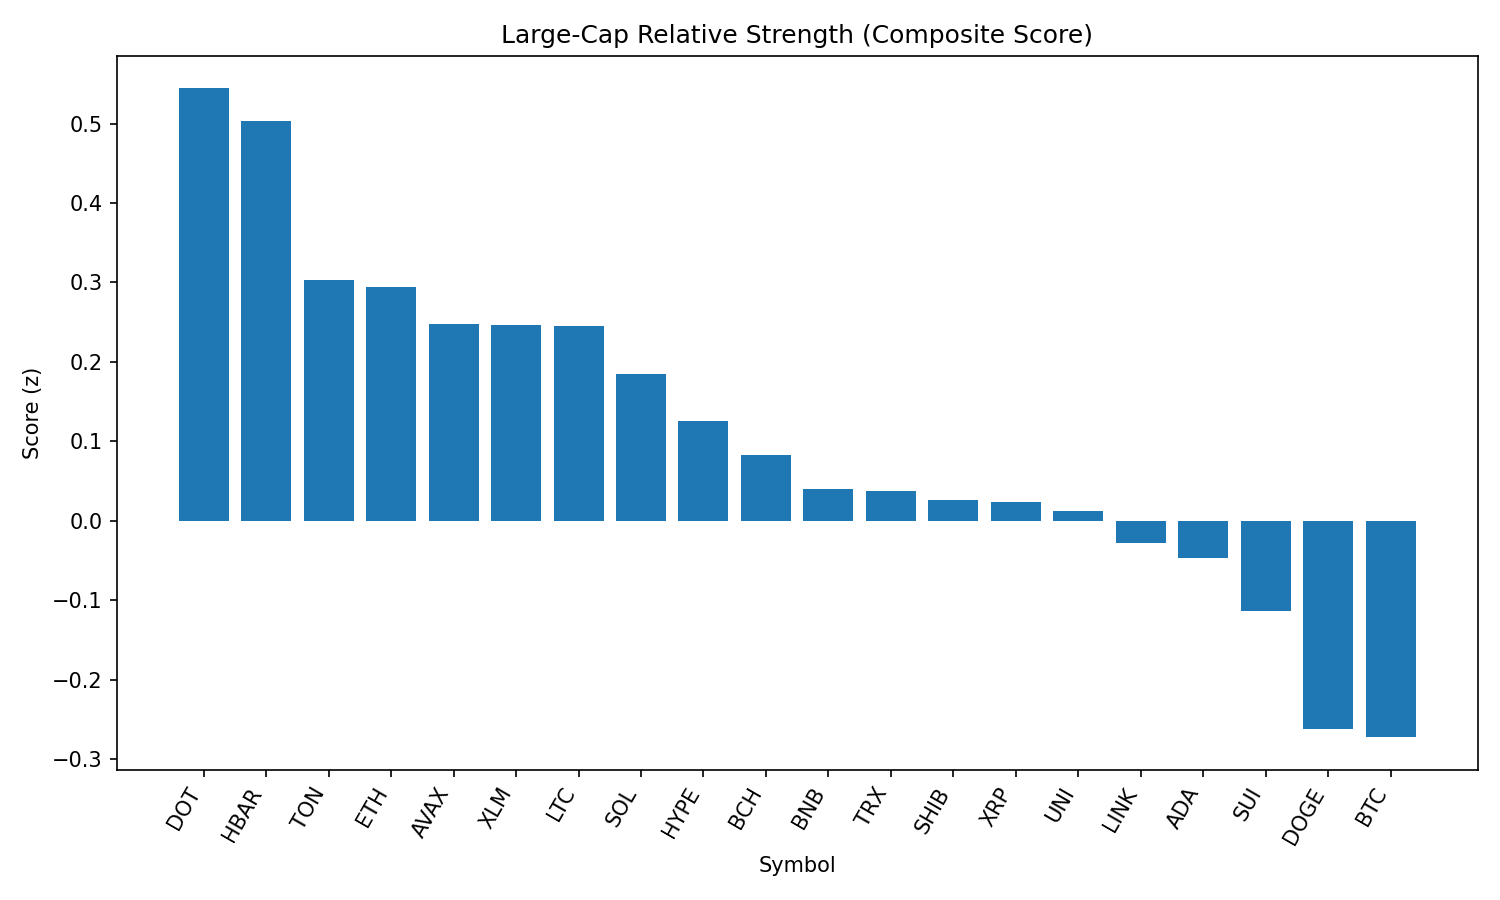 Large-Cap Relative Strength (Composite Score)
Score (z)
0.5
0.4
0.3
0.2
0.1
0.0
−0.1
−0.2
−0.3
DOT
HBAR
TON
ETH
AVAX
XLM
LTC
SOL
HYPE
BCH
BNB
TRX
SHIB
XRP
UNI
LINK
ADA
SUI
DOGE
BTC
Symbol